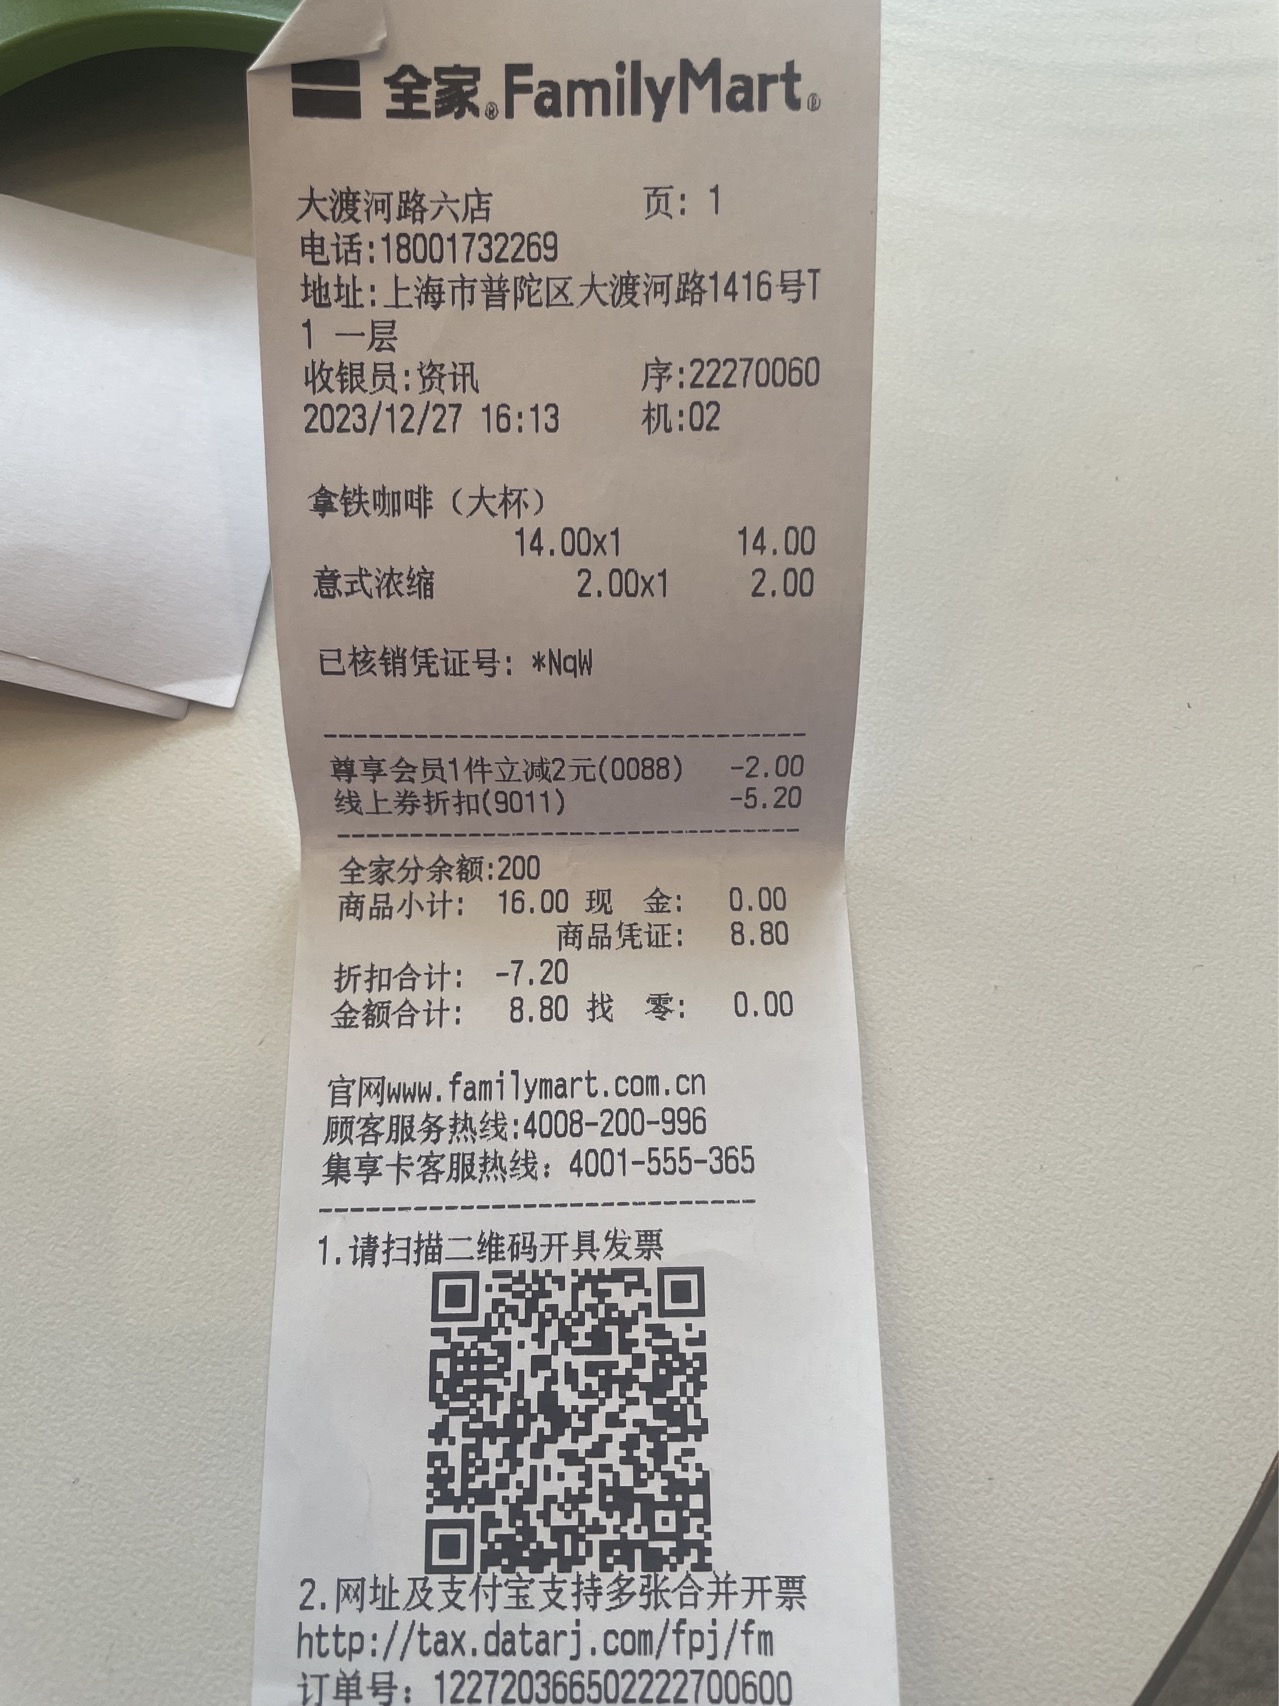 全家® FamilyMart®
大渡河路六店 页: 1
电话:18001732269
地址:上海市普陀区大渡河路1416号T
1 一层
收银员:资讯 序:22270060
2023/12/27 16:13 机:02
拿铁咖啡（大杯）
14.00x1 14.00
意式浓缩 2.00x1 2.00
已核销凭证号: *NqW
尊享会员1件立减2元(0088) -2.00
线上券折扣(9011) -5.20
全家分余额:200
商品小计: 16.00 现 金: 0.00
商品凭证: 8.80
折扣合计: -7.20
金额合计: 8.80 找 零: 0.00
官网www.familymart.com.cn
顾客服务热线:4008-200-996
集享卡客服热线: 4001-555-365
1.请扫描二维码开具发票
2.网址及支付宝支持多张合并开票
http://tax.datarj.com/fpj/fm
订单号: 122720366502222700600